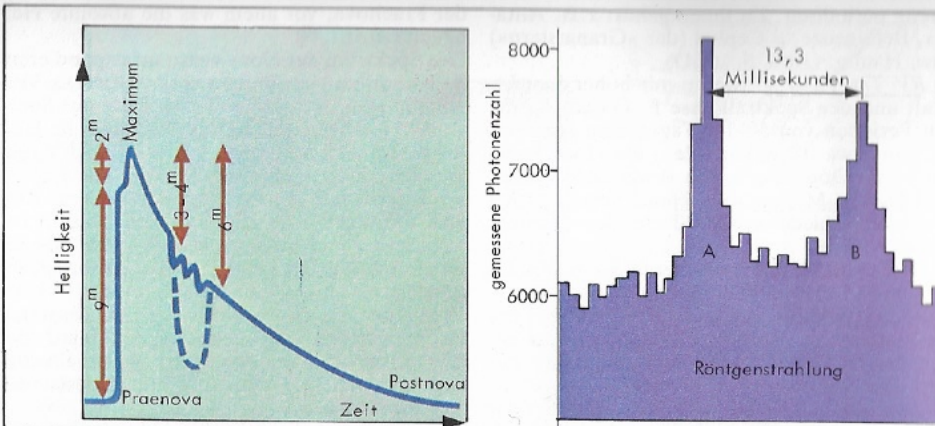 Helligkeit
2m
9m
Maximum
3–4m
6m
Praenova
Postnova
Zeit
gemessene Photonenzahl
8000
7000
6000
13,3
Millisekunden
A
B
Röntgenstrahlung